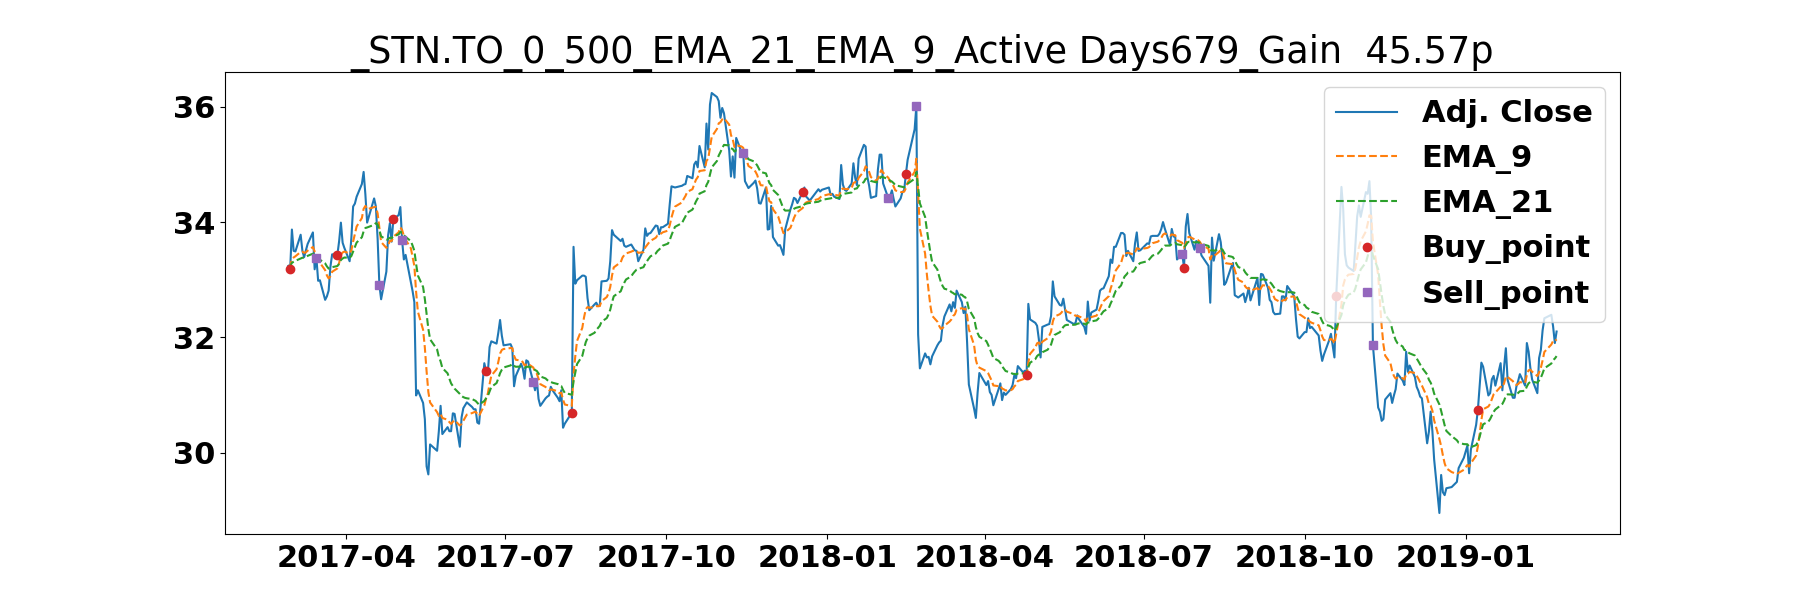 _STN.TO_0_500_EMA_21_EMA_9_Active Days679_Gain  45.57p
36
34
32
30
Adj. Close
EMA_9
EMA_21
Buy_point
Sell_point
2017-04 2017-07 2017-10 2018-01 2018-04 2018-07 2018-10 2019-01